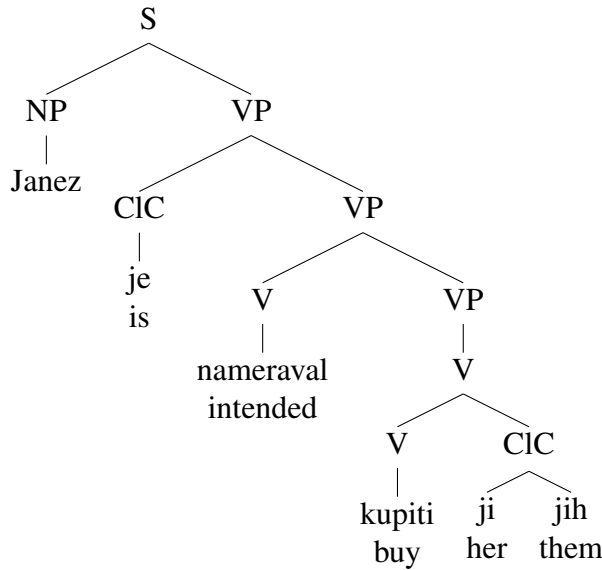 S
NP VP
Janez
ClC VP
je
is
V VP
nameraval
intended
V
V ClC
kupiti ji jih
buy her them